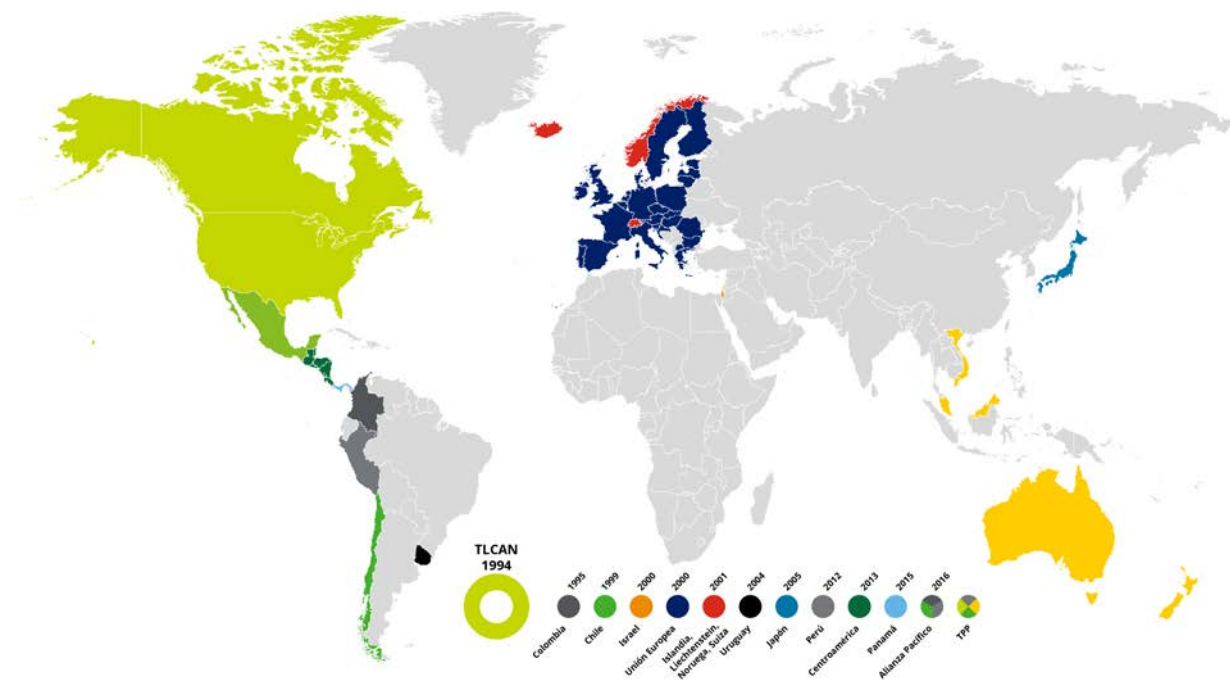 TLCAN
1994
1995
Colombia
1999
Chile
2000
Israel
2000
Unión Europea
2001
Islandia,
Liechtenstein,
Noruega, Suiza
2004
Uruguay
2005
Japón
2012
Perú
2013
Centroamérica
2015
Panamá
2016
Alianza Pacífico
TPP